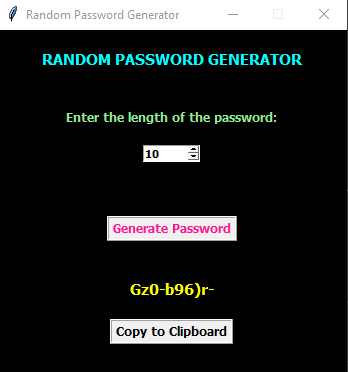 Random Password Generator
RANDOM PASSWORD GENERATOR
Enter the length of the password:
10
Generate Password
Gz0-b96)r-
Copy to Clipboard